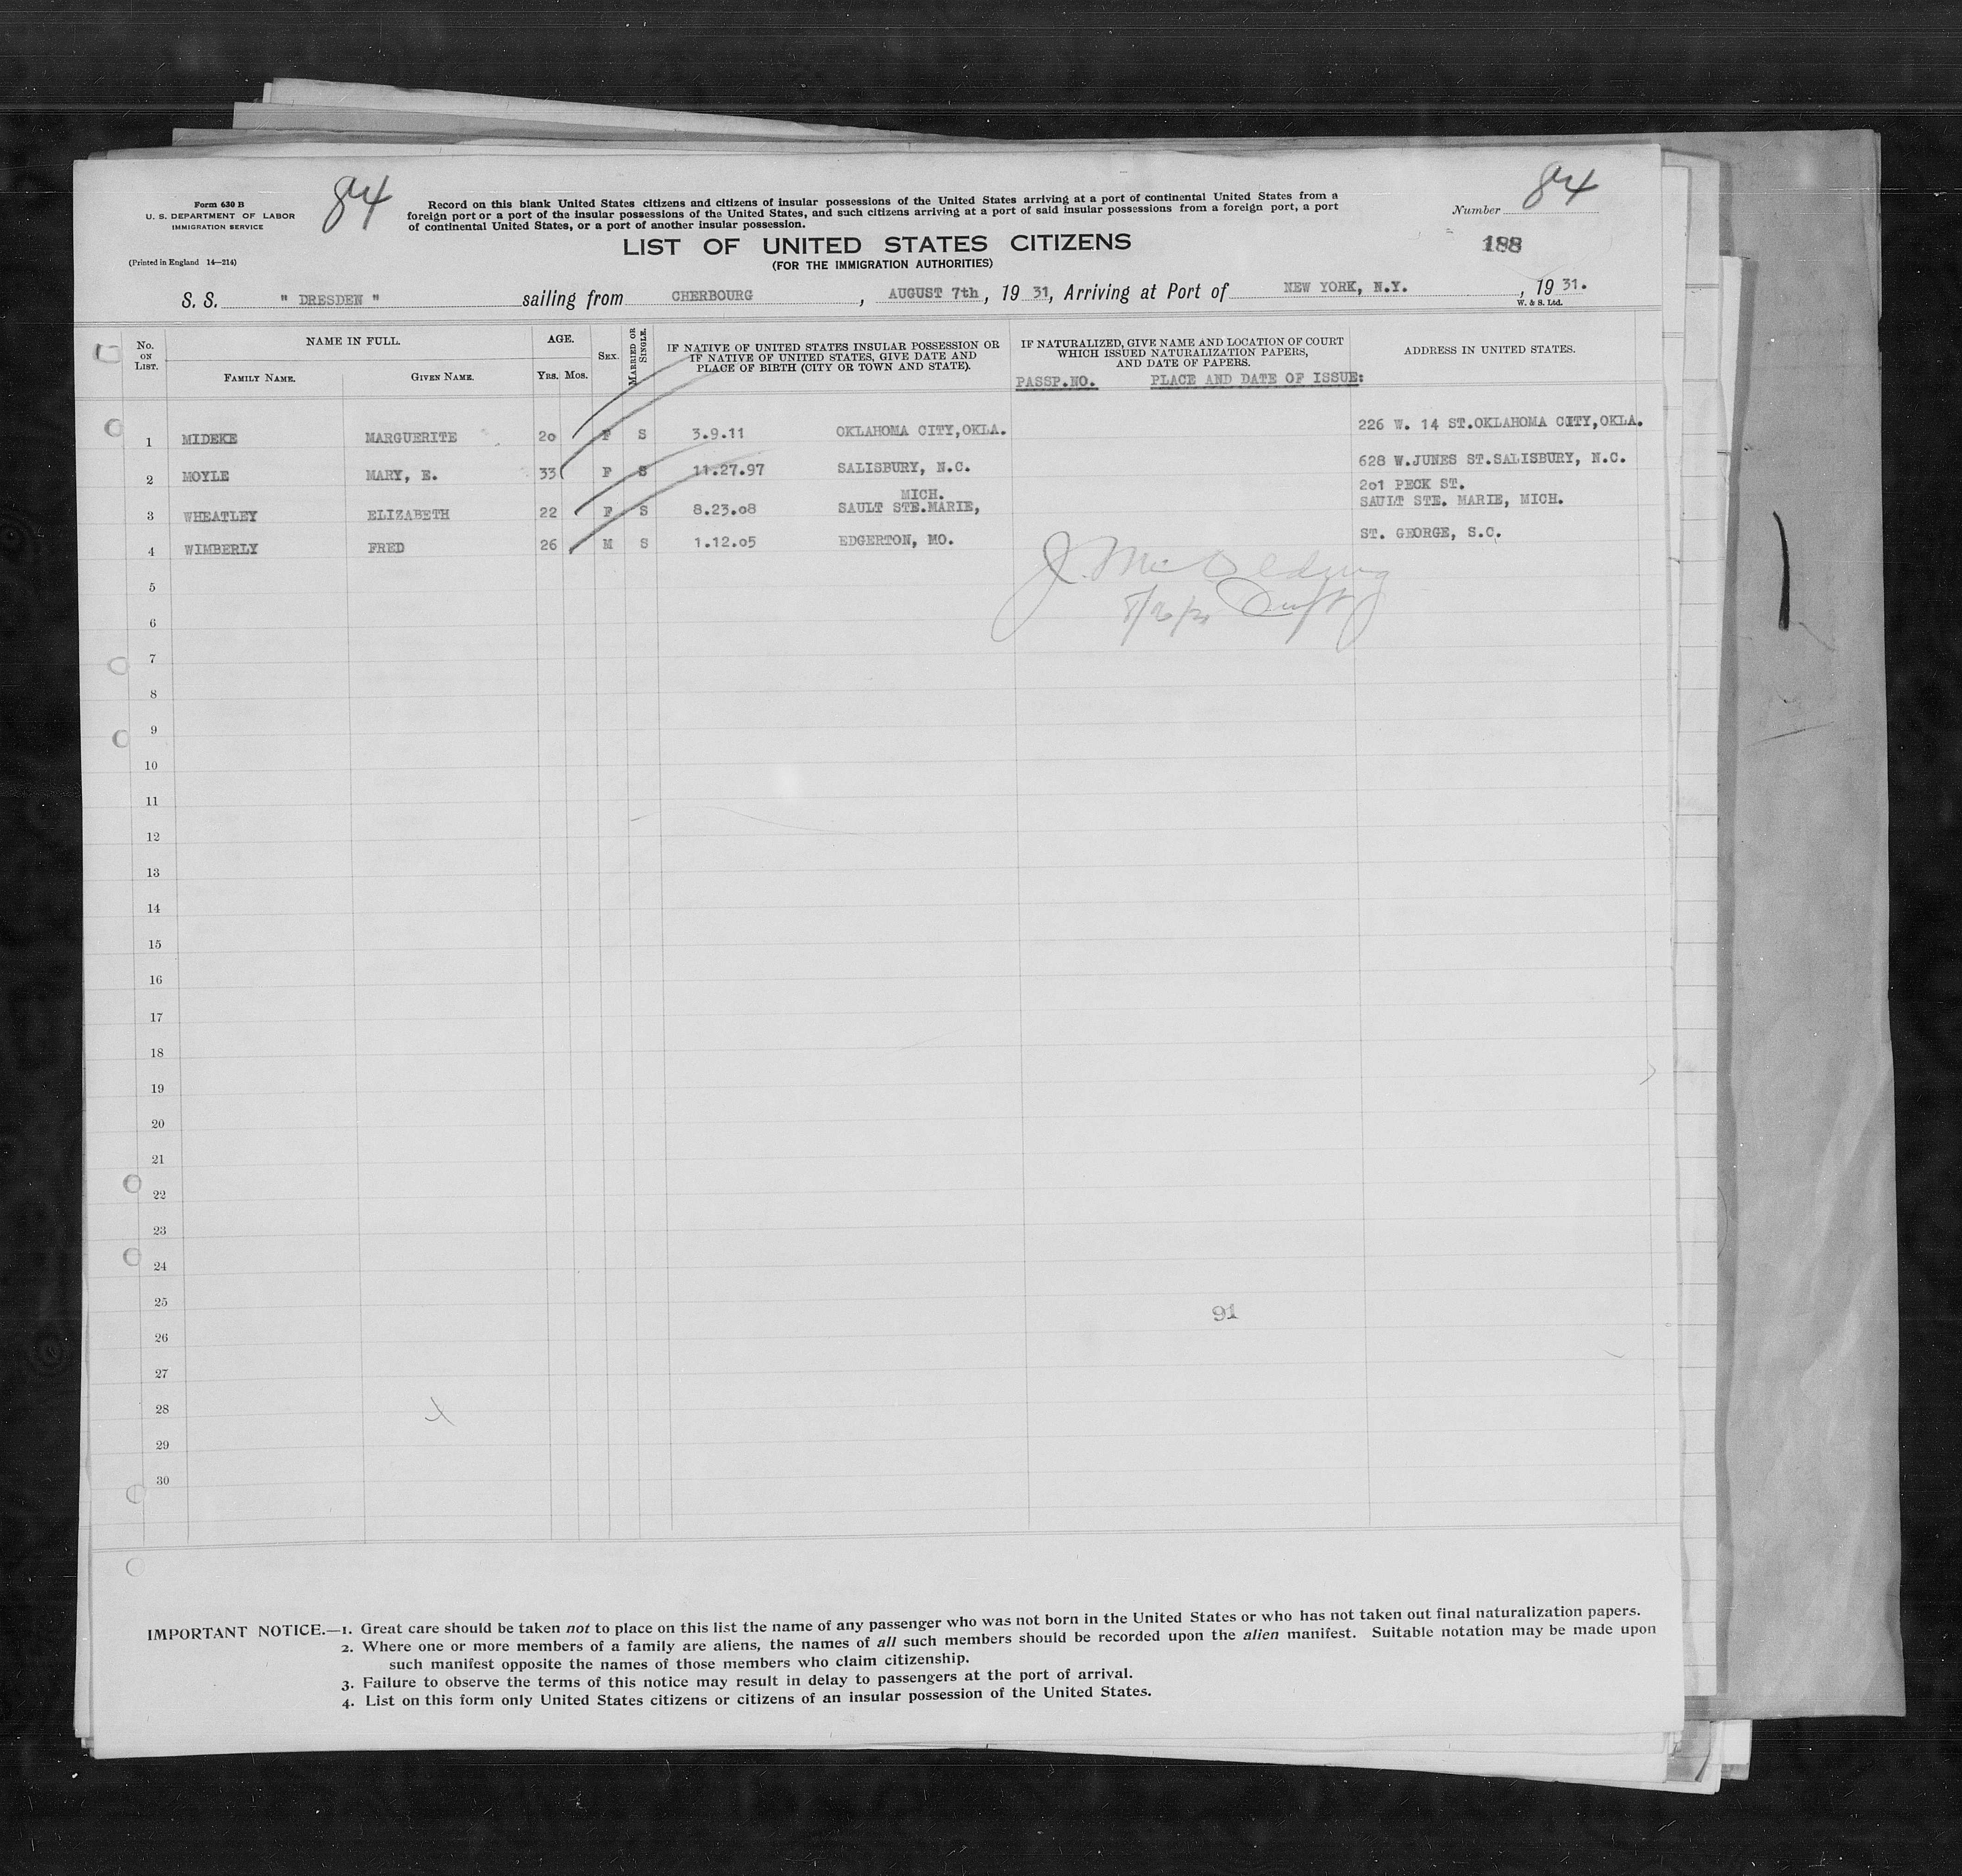 Form 630 B
U. S. DEPARTMENT OF LABOR
IMMIGRATION SERVICE
(Printed in England 14—214)
84
Record on this blank United States citizens and citizens of insular possessions of the United States arriving at a port of continental United States from a
foreign port or a port of the insular possessions of the United States, and such citizens arriving at a port of said insular possessions from a foreign port, a port
of continental United States, or a port of another insular possession.
84
Number
188
LIST OF UNITED STATES CITIZENS
(FOR THE IMMIGRATION AUTHORITIES)
S. S. " DRESDEN " sailing from CHERBOURG , AUGUST 7th, 19 31, Arriving at Port of NEW YORK, N.Y. , 19 31.
W. & S. Ltd.
No. ON LIST. NAME IN FULL. AGE. SEX. MARRIED OR SINGLE. IF NATIVE OF UNITED STATES INSULAR POSSESSION OR IF NATIVE OF UNITED STATES, GIVE DATE AND PLACE OF BIRTH (CITY OR TOWN AND STATE). IF NATURALIZED, GIVE NAME AND LOCATION OF COURT WHICH ISSUED NATURALIZATION PAPERS, AND DATE OF PAPERS. ADDRESS IN UNITED STATES.
FAMILY NAME. GIVEN NAME. YRS. MOS. PASSP.NO. PLACE AND DATE OF ISSUE:
1 MIDEKE MARGUERITE 20 F S 3.9.11 OKLAHOMA CITY,OKLA. 226 W. 14 ST.OKLAHOMA CITY,OKLA.
2 MOYLE MARY, E. 33 F S 11.27.97 SALISBURY, N.C. 628 W.JUNES ST.SALISBURY, N.C.
MICH. 201 PECK ST.
3 WHEATLEY ELIZABETH 22 F S 8.23.08 SAULT STE.MARIE, SAULT STE. MARIE, MICH.
4 WIMBERLY FRED 26 M S 1.12.05 EDGERTON, MO. ST. GEORGE, S.C.
5
6
7
8
9
10
11
12
13
14
15
16
17
18
19
20
21
22
23
24
25
91
26
27
28
29
30
IMPORTANT NOTICE.—1. Great care should be taken not to place on this list the name of any passenger who was not born in the United States or who has not taken out final naturalization papers.
2. Where one or more members of a family are aliens, the names of all such members should be recorded upon the alien manifest. Suitable notation may be made upon
such manifest opposite the names of those members who claim citizenship.
3. Failure to observe the terms of this notice may result in delay to passengers at the port of arrival.
4. List on this form only United States citizens or citizens of an insular possession of the United States.